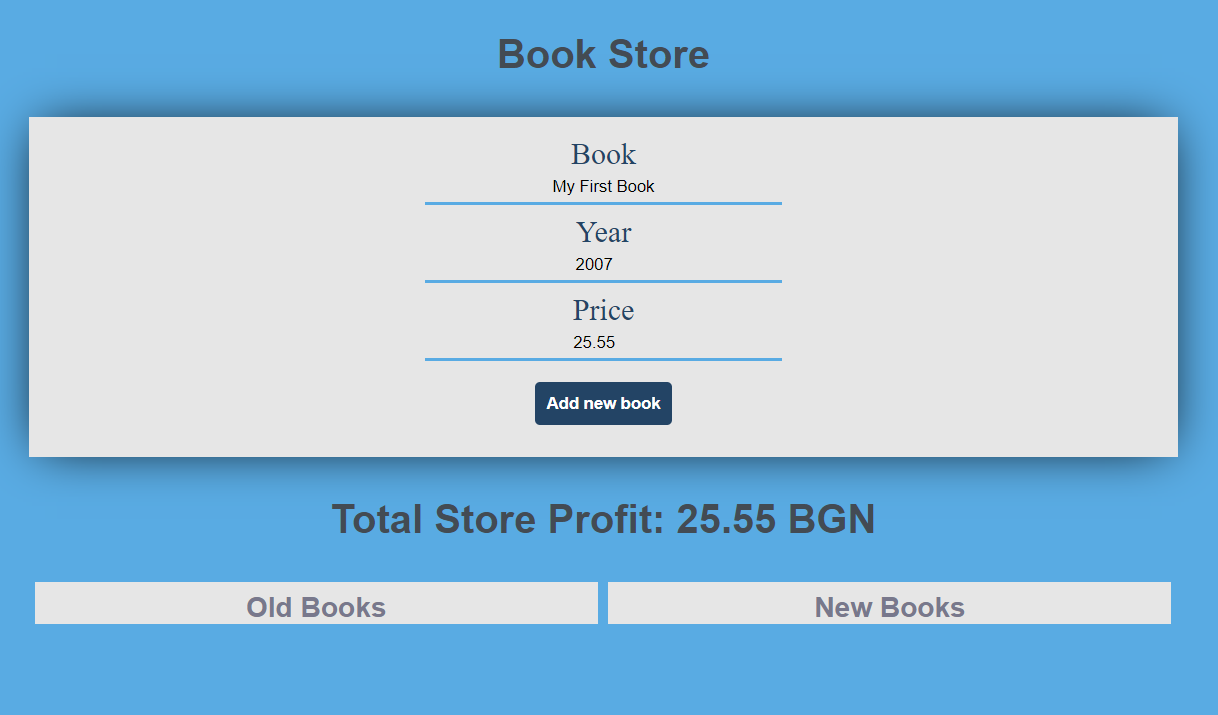 Book Store
Book
My First Book
Year
2007
Price
25.55
Add new book
Total Store Profit: 25.55 BGN
Old Books
New Books